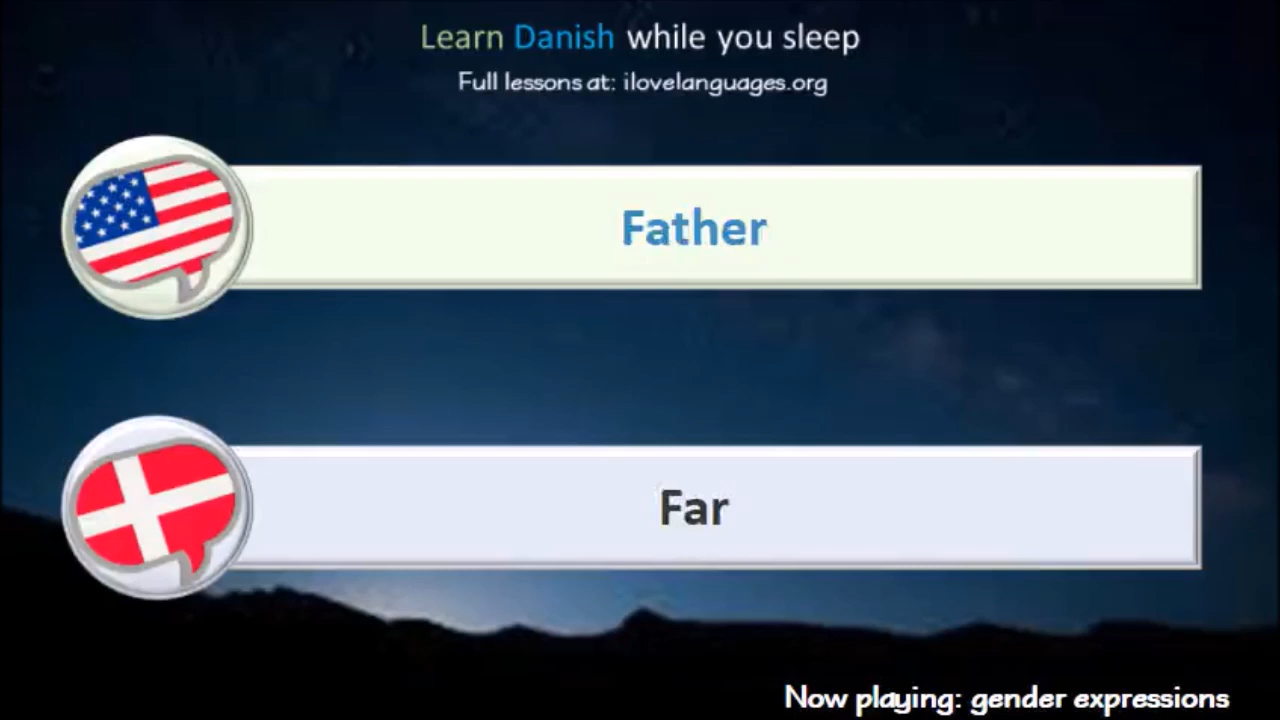 Learn Danish while you sleep
Full lessons at: ilovelanguages.org
Father
Far
Now playing: gender expressions